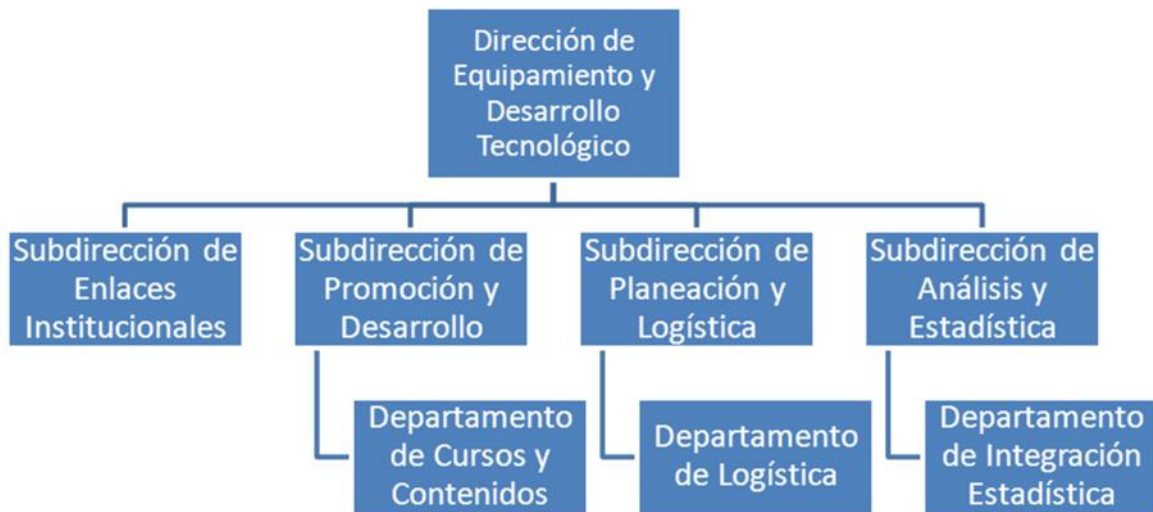 Dirección de
Equipamiento y
Desarrollo
Tecnológico
Subdirección de
Enlaces
Institucionales
Subdirección de
Promoción y
Desarrollo
Subdirección de
Planeación y
Logística
Subdirección de
Análisis y
Estadística
Departamento
de Cursos y
Contenidos
Departamento
de Logística
Departamento
de Integración
Estadística